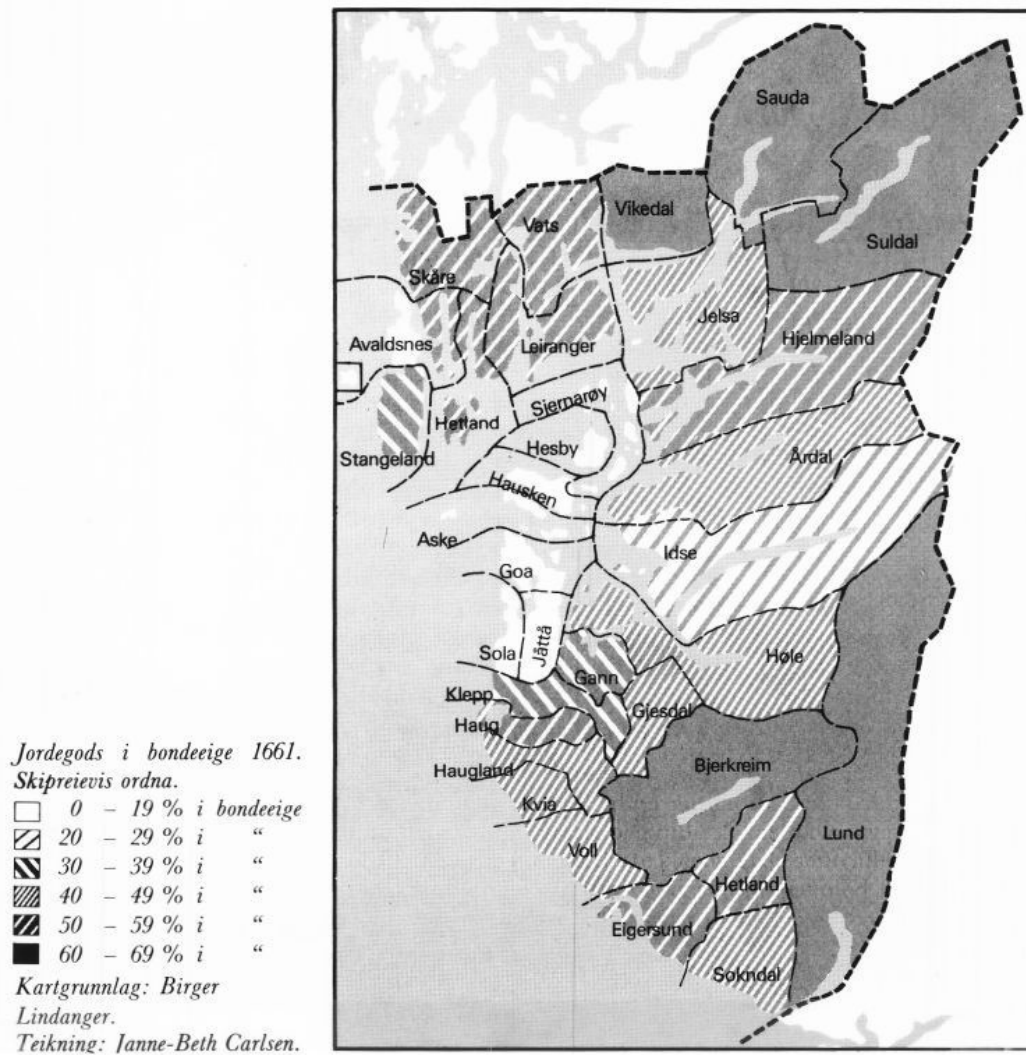 Sauda
Suldal
Vikedal
Vats
Skåre
Jelsa
Hjelmeland
Avaldsnes
Leiranger
Sjernarøy
Hetland
Hesby
Stangeland
Årdal
Hausken
Aske
Idse
Goa
Jåttå
Sola
Høle
Gann
Klepp
Gjesdal
Haug
Bjerkreim
Haugland
Kvia
Lund
Voll
Hetland
Eigersund
Sokndal
Jordegods i bondeeige 1661.
Skipreievis ordna.
0 – 19 % i bondeeige
20 – 29 % i “
30 – 39 % i “
40 – 49 % i “
50 – 59 % i “
60 – 69 % i “
Kartgrunnlag: Birger
Lindanger.
Teikning: Janne-Beth Carlsen.